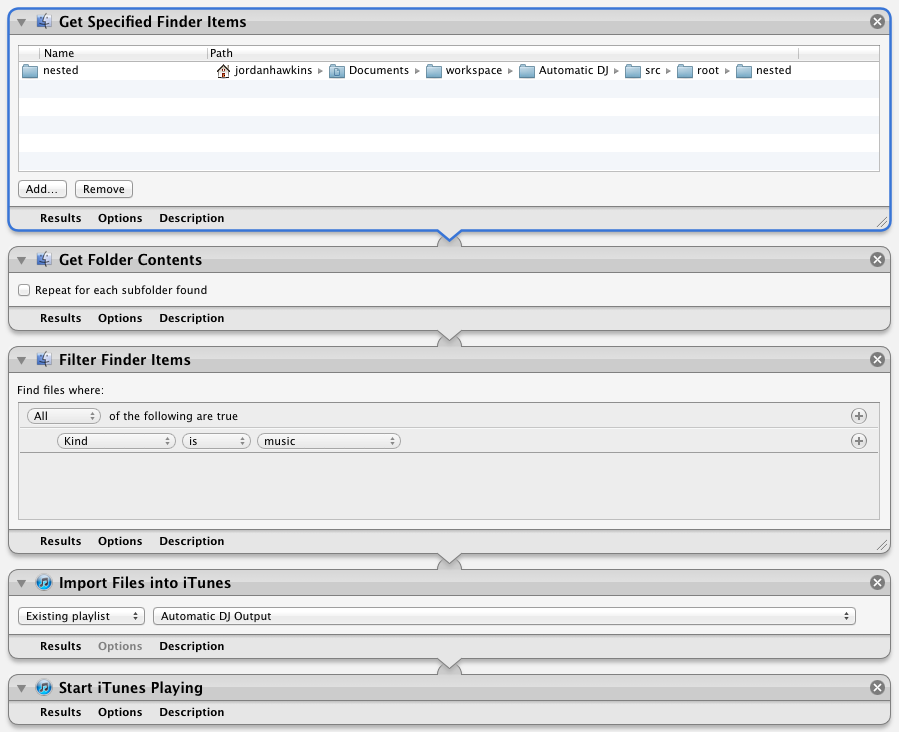 Get Specified Finder Items
Name Path
nested jordanhawkins Documents workspace Automatic DJ src root nested
Add... Remove
Results Options Description
Get Folder Contents
Repeat for each subfolder found
Results Options Description
Filter Finder Items
Find files where:
All of the following are true
Kind is music
Results Options Description
Import Files into iTunes
Existing playlist Automatic DJ Output
Results Options Description
Start iTunes Playing
Results Options Description